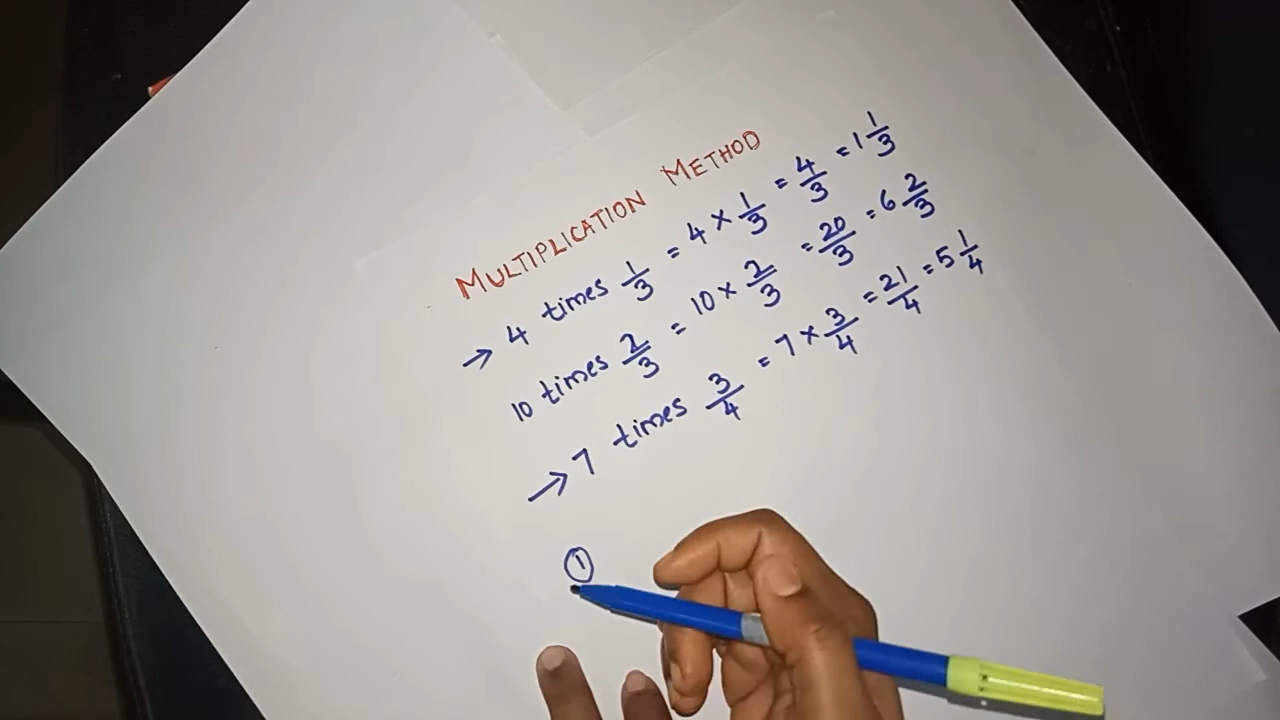 MULTIPLICATION METHOD
→ 4 times 1/3 = 4 × 1/3 = 4/3 = 1 1/3
10 times 2/3 = 10 × 2/3 = 20/3 = 6 2/3
→ 7 times 3/4 = 7 × 3/4 = 21/4 = 5 1/4
①